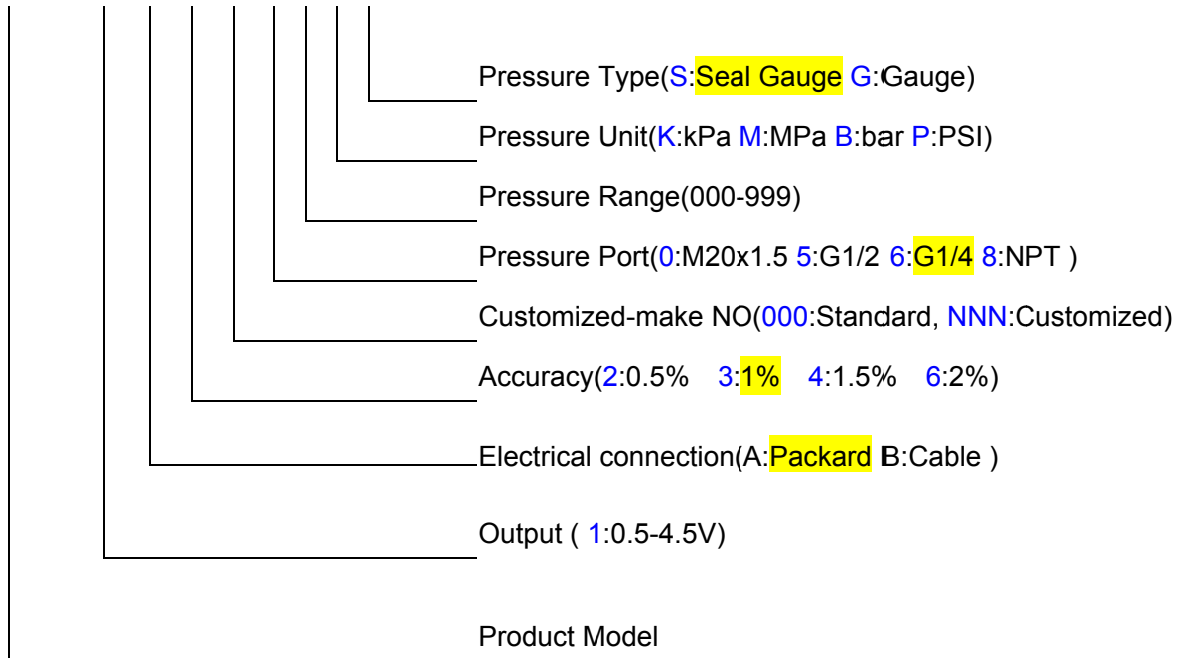 Pressure Type(S:Seal Gauge G:Gauge)
Pressure Unit(K:kPa M:MPa B:bar P:PSI)
Pressure Range(000-999)
Pressure Port(0:M20x1.5 5:G1/2 6:G1/4 8:NPT )
Customized-make NO(000:Standard, NNN:Customized)
Accuracy(2:0.5% 3:1% 4:1.5% 6:2%)
Electrical connection(A:Packard B:Cable )
Output ( 1:0.5-4.5V)
Product Model